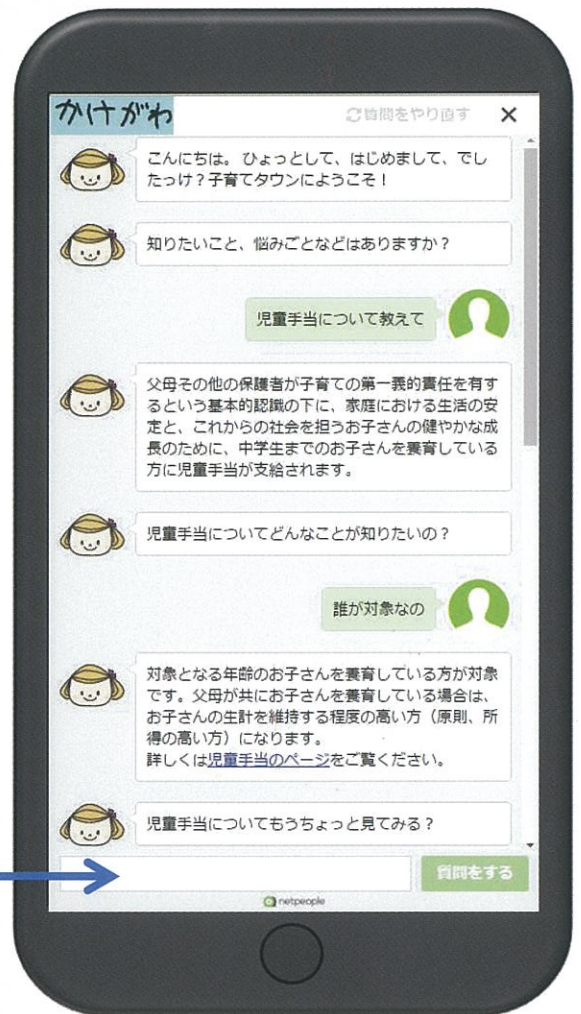 かけがわ
質問をやり直す ×
こんにちは。ひょっとして、はじめまして、でし
たっけ？子育てタウンにようこそ！
知りたいこと、悩みごとなどはありますか？
児童手当について教えて
父母その他の保護者が子育ての第一義的責任を有す
るという基本的認識の下に、家庭における生活の安
定と、これからの社会を担うお子さんの健やかな成
長のために、中学生までのお子さんを養育している
方に児童手当が支給されます。
児童手当についてどんなことが知りたいの？
誰が対象なの
対象となる年齢のお子さんを養育している方が対象
です。父母が共にお子さんを養育している場合は、
お子さんの生計を維持する程度の高い方（原則、所
得の高い方）になります。
詳しくは児童手当のページをご覧ください。
児童手当についてもうちょっと見てみる？
質問をする
netpeople